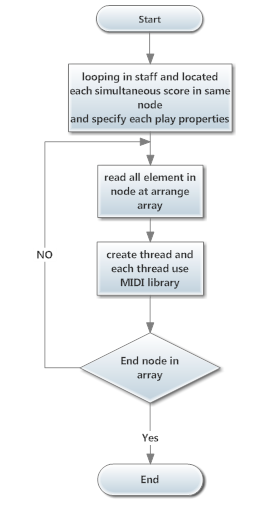 Start
looping in staff and located
each simultaneous score in same
node
and specify each play properties
read all element in
node at arrange
array
NO
create thread and
each thread use
MIDI library
End node in
array
Yes
End